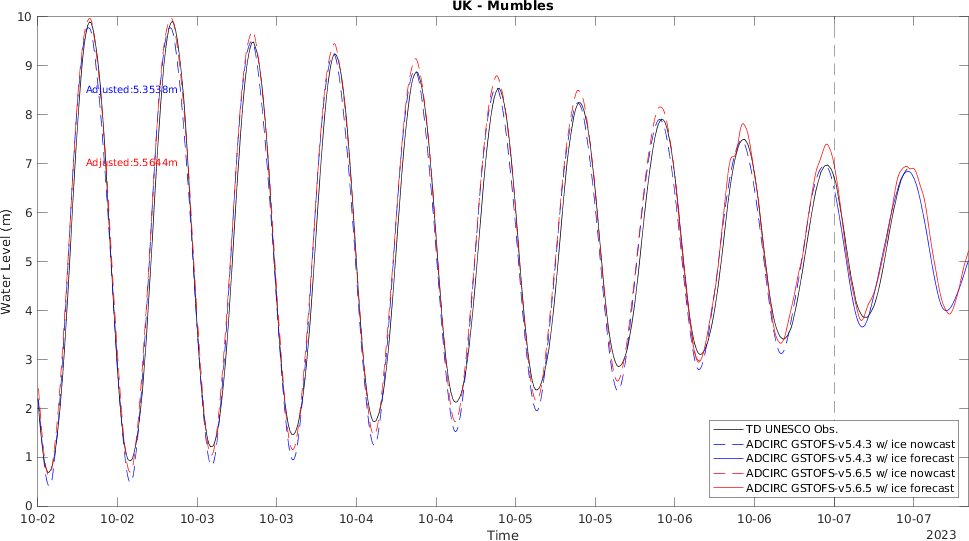 UK - Mumbles
10
9
8
7
6
5
4
3
2
1
0
Water Level (m)
Adjusted:5.3538m
Adjusted:5.5644m
TD UNESCO Obs.
ADCIRC GSTOFS-v5.4.3 w/ ice nowcast
ADCIRC GSTOFS-v5.4.3 w/ ice forecast
ADCIRC GSTOFS-v5.6.5 w/ ice nowcast
ADCIRC GSTOFS-v5.6.5 w/ ice forecast
10-02 10-02 10-03 10-03 10-04 10-04 10-05 10-05 10-06 10-06 10-07 10-07
Time
2023